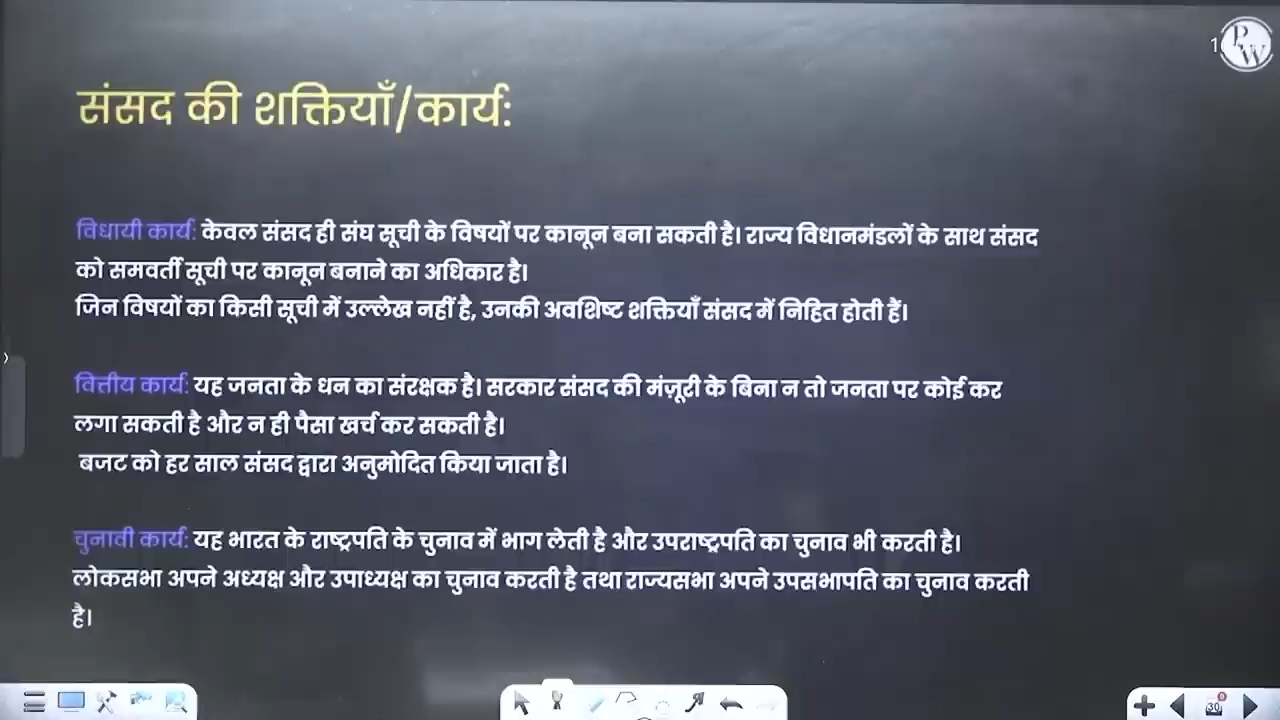 PW
संसद की शक्तियाँ/कार्य:
विधायी कार्य: केवल संसद ही संघ सूची के विषयों पर कानून बना सकती है। राज्य विधानमंडलों के साथ संसद
को समवर्ती सूची पर कानून बनाने का अधिकार है।
जिन विषयों का किसी सूची में उल्लेख नहीं है, उनकी अवशिष्ट शक्तियाँ संसद में निहित होती हैं।
वित्तीय कार्य: यह जनता के धन का संरक्षक है। सरकार संसद की मंज़ूरी के बिना न तो जनता पर कोई कर
लगा सकती है और न ही पैसा खर्च कर सकती है।
बजट को हर साल संसद द्वारा अनुमोदित किया जाता है।
चुनावी कार्य: यह भारत के राष्ट्रपति के चुनाव में भाग लेती है और उपराष्ट्रपति का चुनाव भी करती है।
लोकसभा अपने अध्यक्ष और उपाध्यक्ष का चुनाव करती है तथा राज्यसभा अपने उपसभापति का चुनाव करती
है।
30